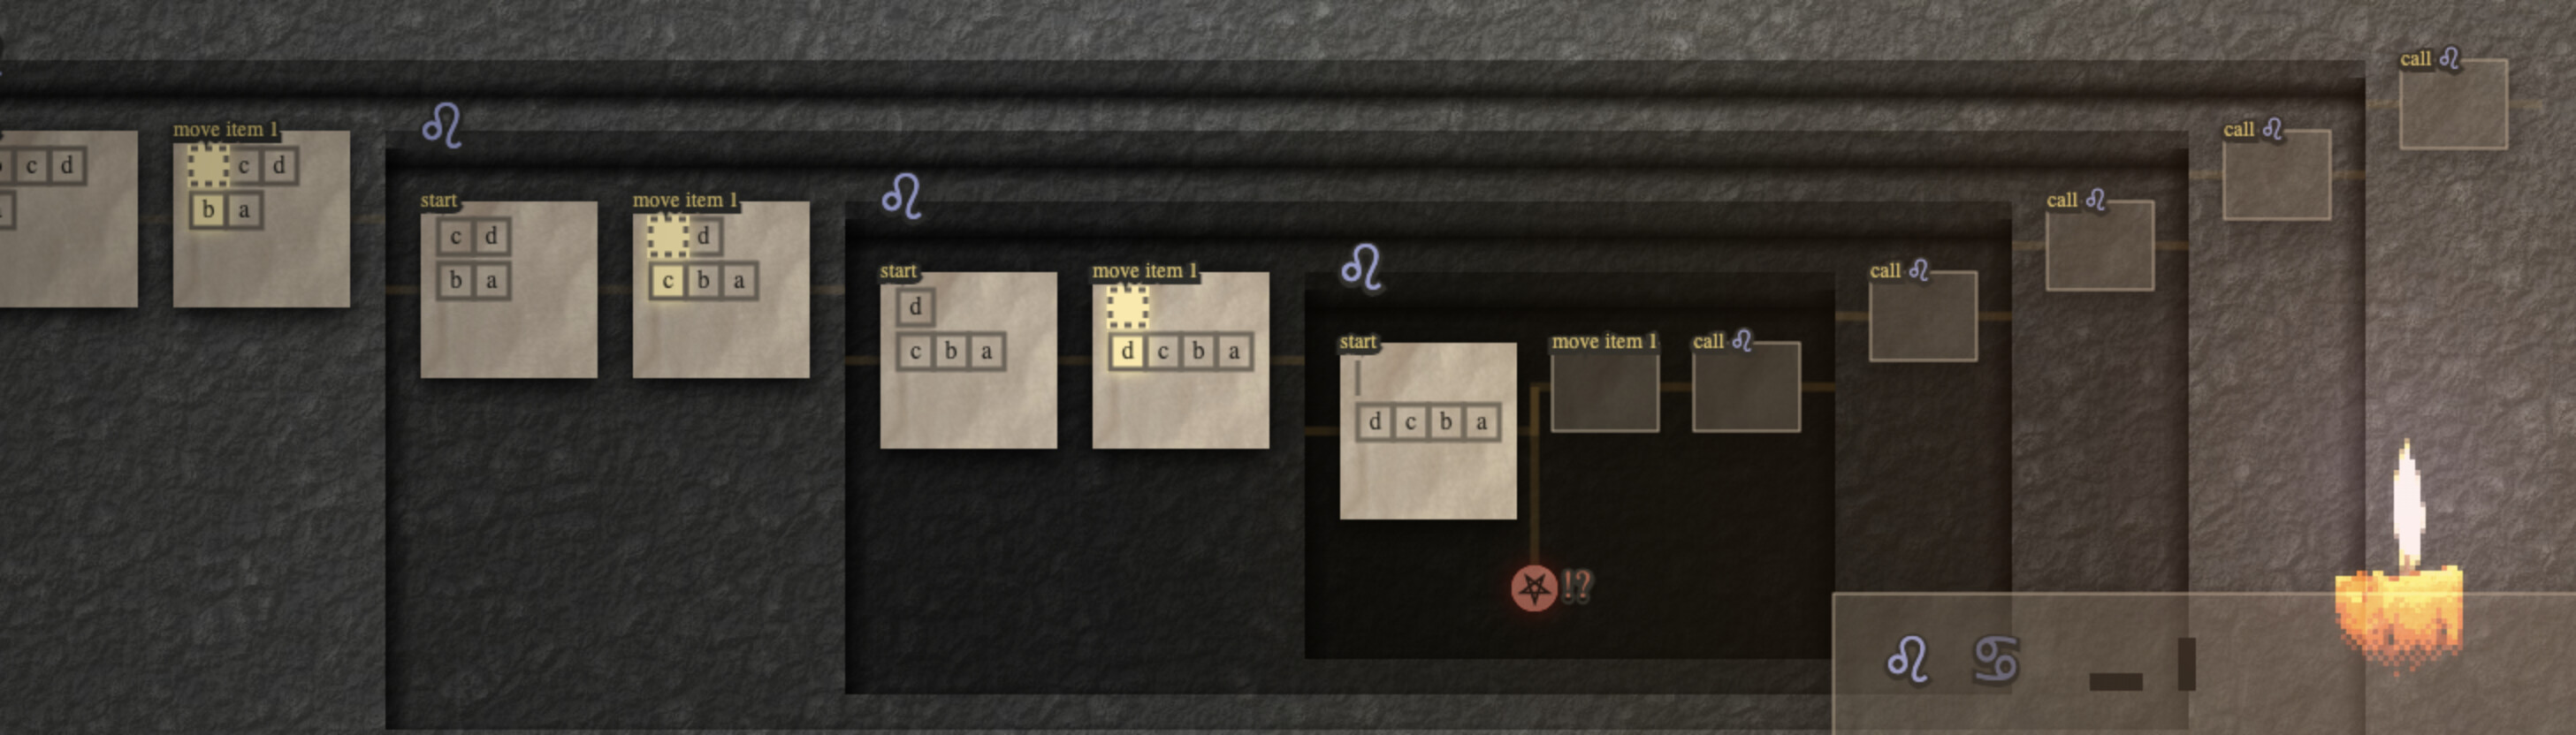 call ♌
move item 1
♌
call ♌
c d
c d
b a
start
move item 1
♌
call ♌
c d
d
b a
c b a
start
move item 1
♌
call ♌
d
c b a
d c b a
start
move item 1
call ♌
d c b a
!?
♌ ♋